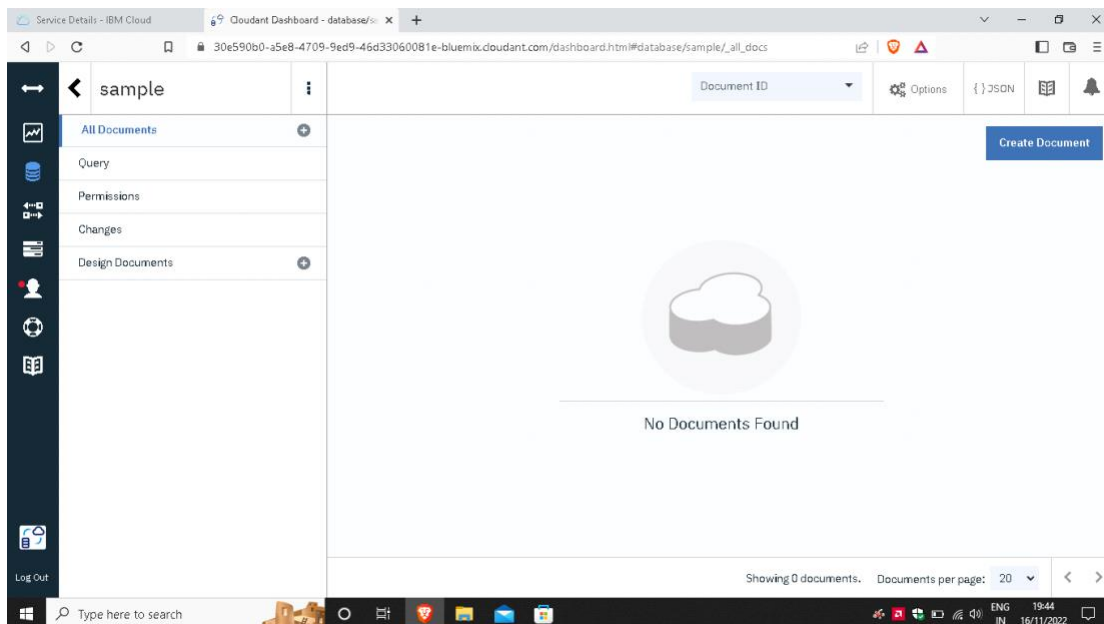 Service Details - IBM Cloud
Cloudant Dashboard - database/sa
30e590b0-a5e8-4709-9ed9-46d33060081e-bluemix.cloudant.com/dashboard.html#database/sample/_all_docs
sample
Document ID
Options
{ } JSON
All Documents
Create Document
Query
Permissions
Changes
Design Documents
No Documents Found
Showing 0 documents.
Documents per page: 20
Log Out
Type here to search
ENG
IN
19:44
16/11/2022